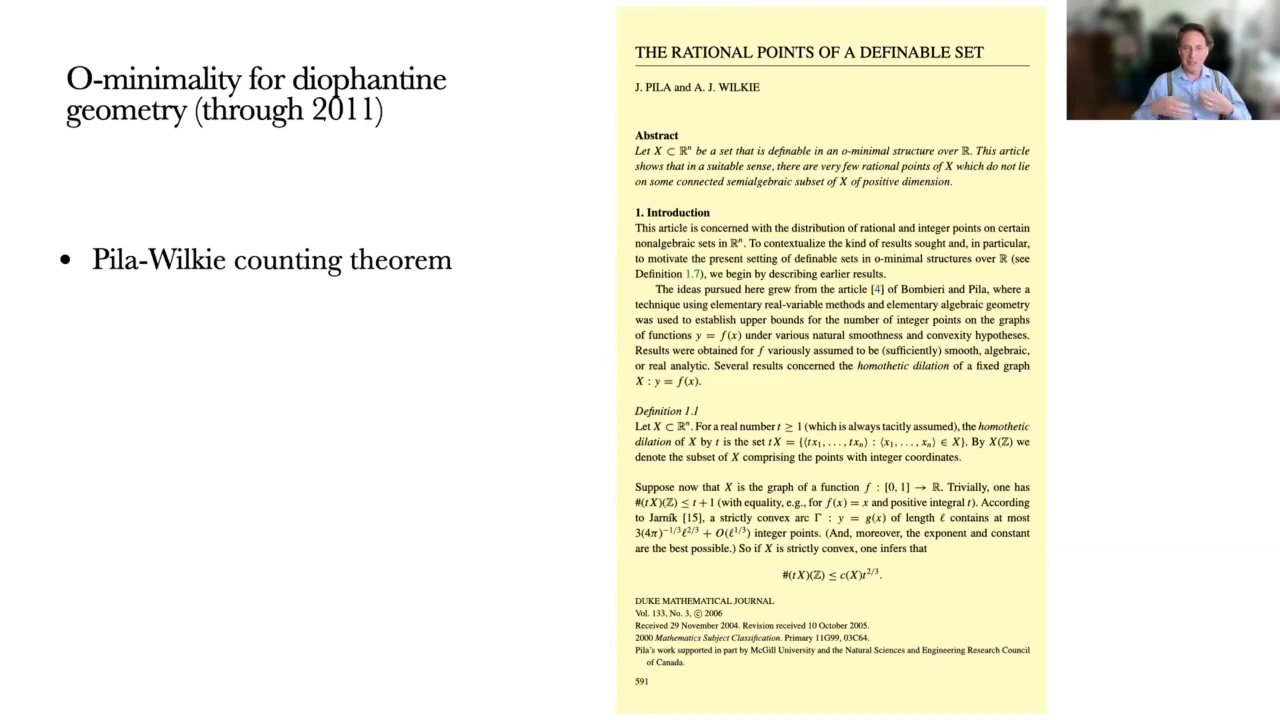 O-minimality for diophantine
geometry (through 2011)
• Pila-Wilkie counting theorem
THE RATIONAL POINTS OF A DEFINABLE SET
J. PILA and A. J. WILKIE
Abstract
Let X ⊂ ℝⁿ be a set that is definable in an o-minimal structure over ℝ. This article
shows that in a suitable sense, there are very few rational points of X which do not lie
on some connected semialgebraic subset of X of positive dimension.
1. Introduction
This article is concerned with the distribution of rational and integer points on certain
nonalgebraic sets in ℝⁿ. To contextualize the kind of results sought and, in particular,
to motivate the present setting of definable sets in o-minimal structures over ℝ (see
Definition 1.7), we begin by describing earlier results.
The ideas pursued here grew from the article [4] of Bombieri and Pila, where a
technique using elementary real-variable methods and elementary algebraic geometry
was used to establish upper bounds for the number of integer points on the graphs
of functions y = f(x) under various natural smoothness and convexity hypotheses.
Results were obtained for f variously assumed to be (sufficiently) smooth, algebraic,
or real analytic. Several results concerned the homothetic dilation of a fixed graph
X : y = f(x).
Definition 1.1
Let X ⊂ ℝⁿ. For a real number t ≥ 1 (which is always tacitly assumed), the homothetic
dilation of X by t is the set tX = {⟨tx₁, . . . , txₙ⟩ : ⟨x₁, . . . , xₙ⟩ ∈ X}. By X(ℤ) we
denote the subset of X comprising the points with integer coordinates.
Suppose now that X is the graph of a function f : [0, 1] → ℝ. Trivially, one has
#(tX)(ℤ) ≤ t + 1 (with equality, e.g., for f(x) = x and positive integral t). According
to Jarník [15], a strictly convex arc Γ : y = g(x) of length ℓ contains at most
3(4π)^{−1/3}ℓ^{2/3} + O(ℓ^{1/3}) integer points. (And, moreover, the exponent and constant
are the best possible.) So if X is strictly convex, one infers that
#(tX)(ℤ) ≤ c(X)t^{2/3}.
DUKE MATHEMATICAL JOURNAL
Vol. 133, No. 3, © 2006
Received 29 November 2004. Revision received 10 October 2005.
2000 Mathematics Subject Classification. Primary 11G99, 03C64.
Pila's work supported in part by McGill University and the Natural Sciences and Engineering Research Council
of Canada.
591